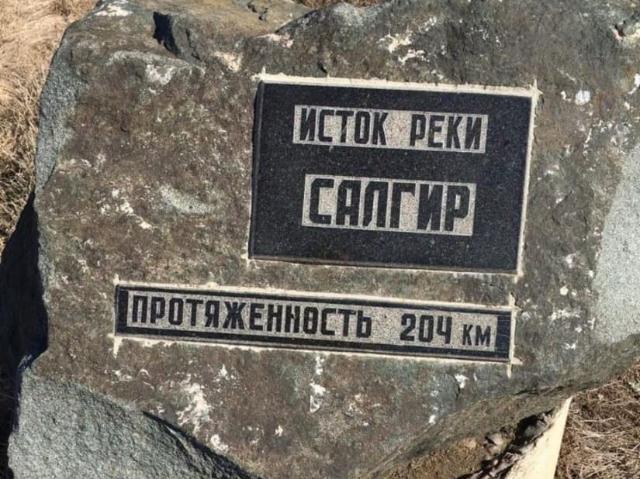 ИСТОК РЕКИ
САЛГИР
ПРОТЯЖЕННОСТЬ 204 КМ